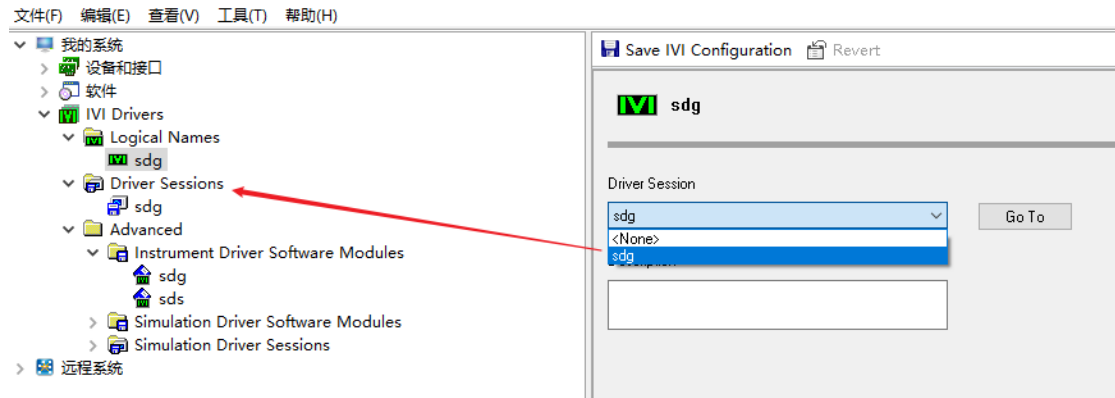 文件(F) 编辑(E) 查看(V) 工具(T) 帮助(H)
我的系统
设备和接口
软件
IVI Drivers
Logical Names
sdg
Driver Sessions
sdg
Advanced
Instrument Driver Software Modules
sdg
sds
Simulation Driver Software Modules
Simulation Driver Sessions
远程系统
Save IVI Configuration Revert
IVI sdg
Driver Session
sdg Go To
<None>
sdg